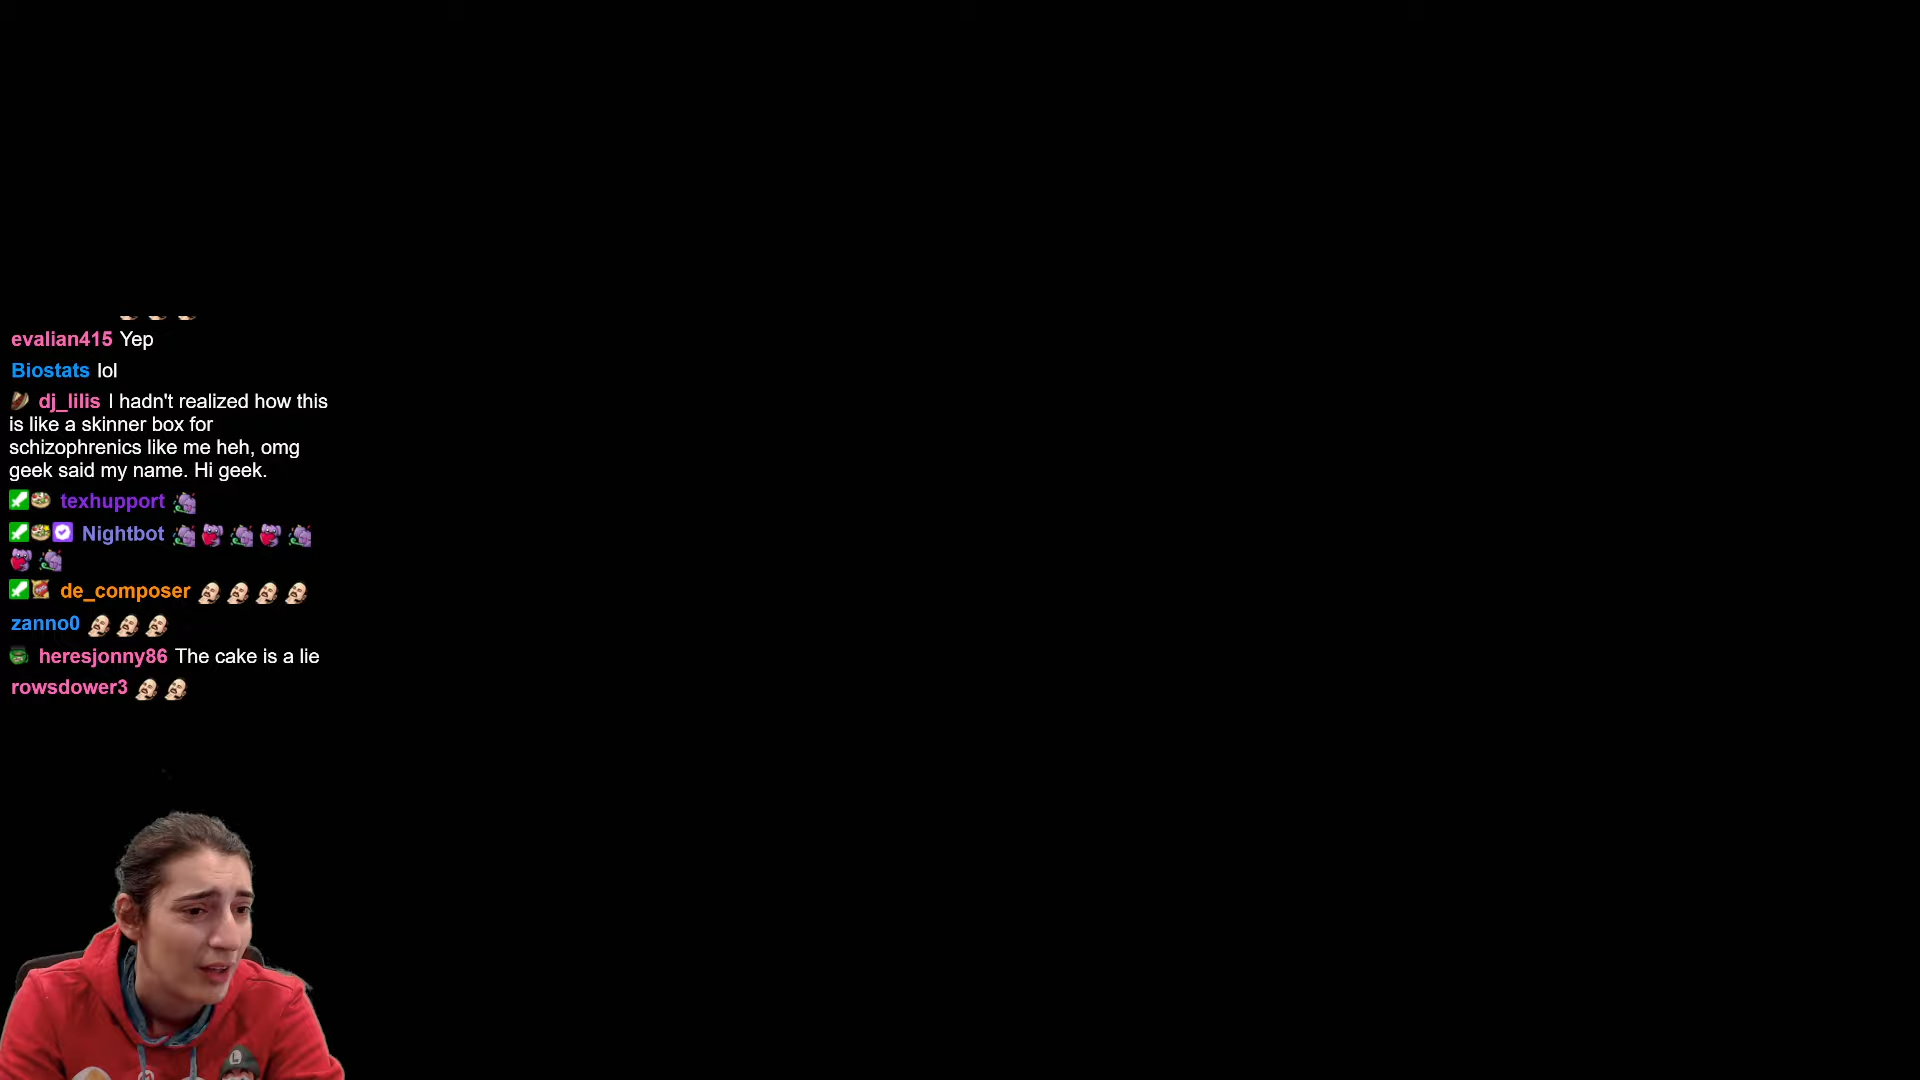 evalian415 Yep
Biostats lol
dj_lilis I hadn't realized how this
is like a skinner box for
schizophrenics like me heh, omg
geek said my name. Hi geek.
texhupport
Nightbot
de_composer
zanno0
heresjonny86 The cake is a lie
rowsdower3
L